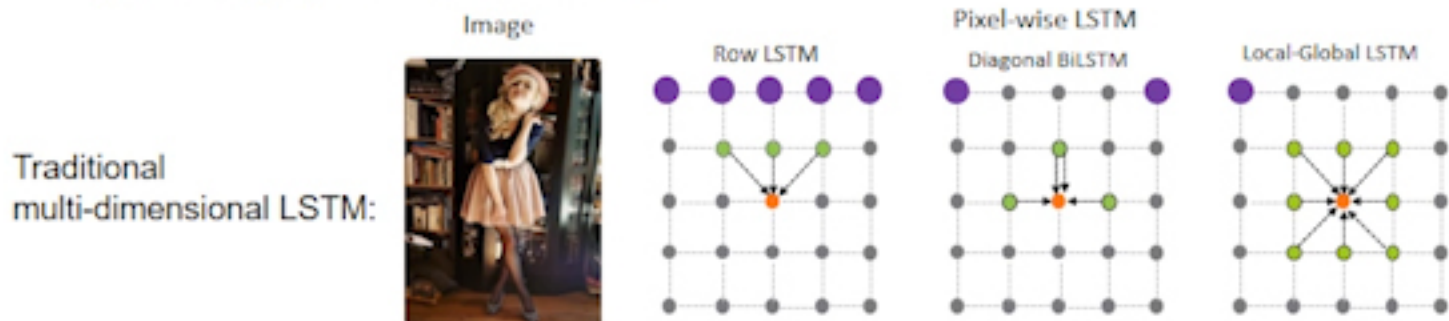 Image
Pixel-wise LSTM
Row LSTM
Diagonal BiLSTM
Local-Global LSTM
Traditional
multi-dimensional LSTM: